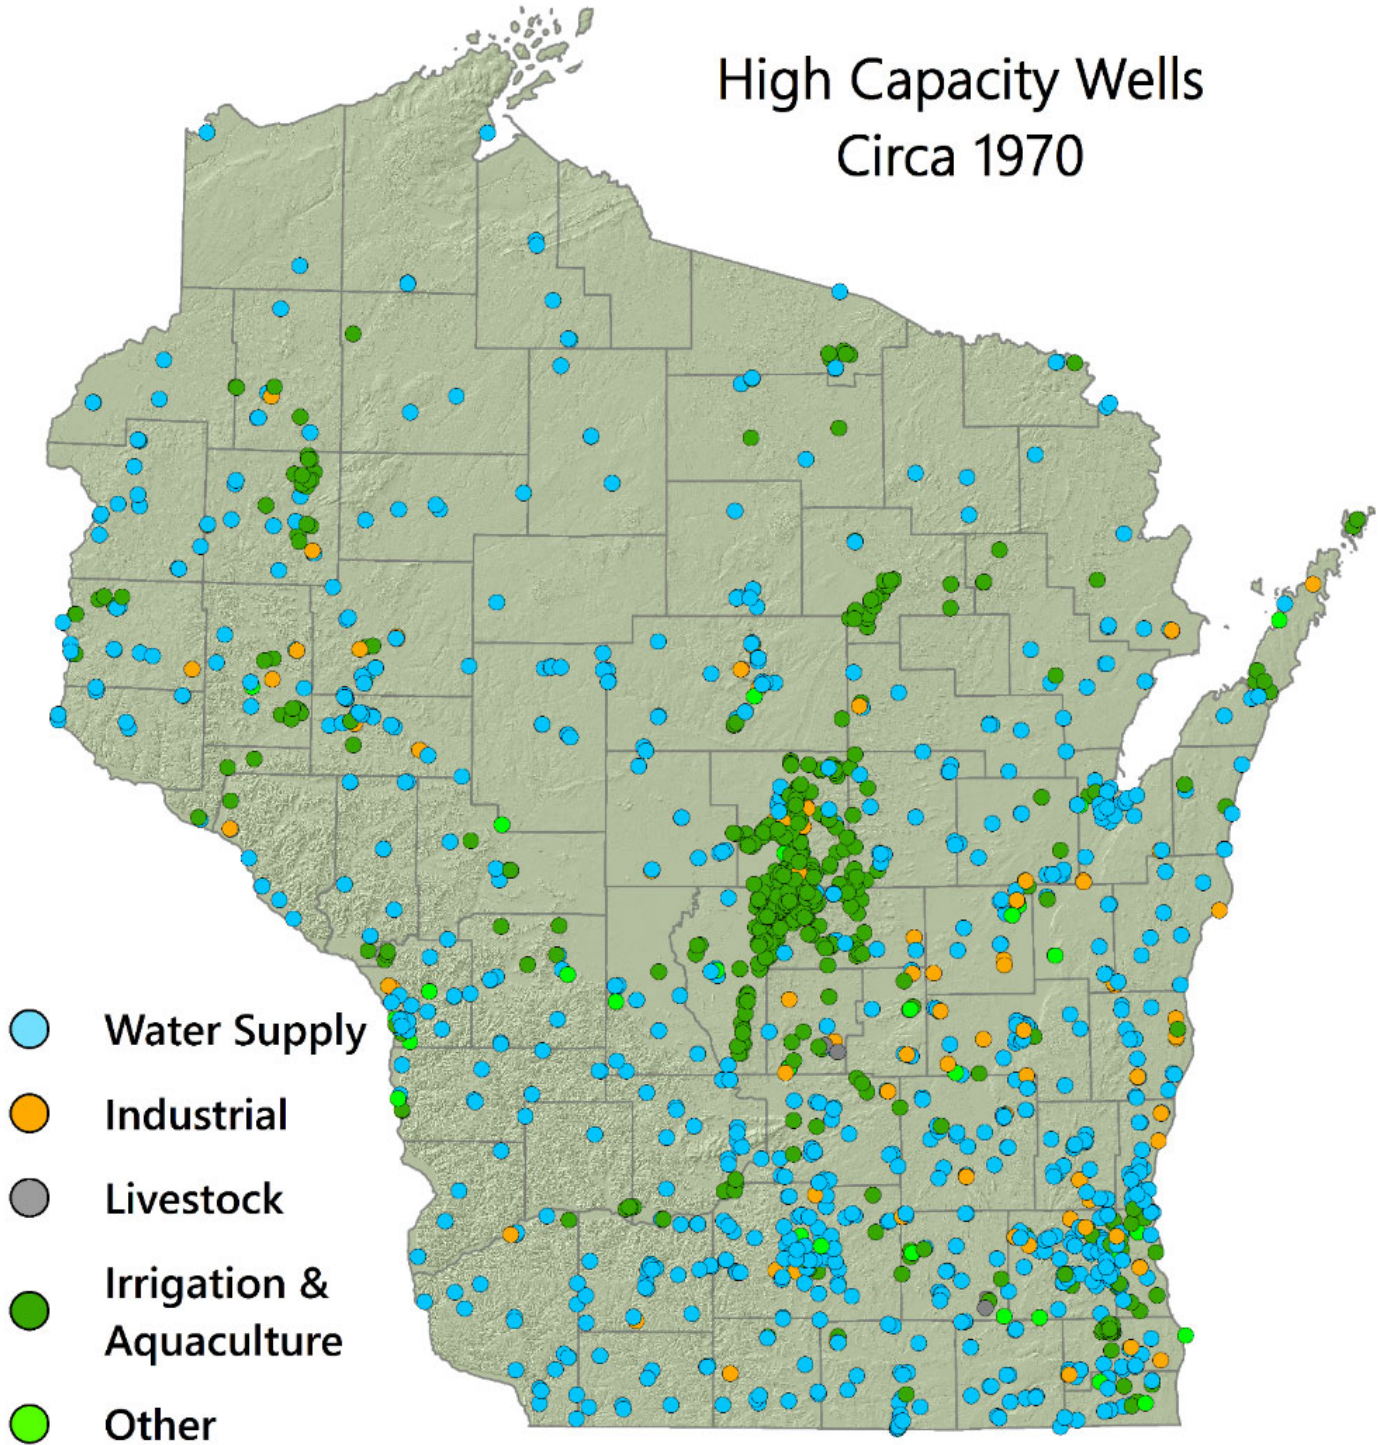 High Capacity Wells
Circa 1970
Water Supply
Industrial
Livestock
Irrigation &
Aquaculture
Other